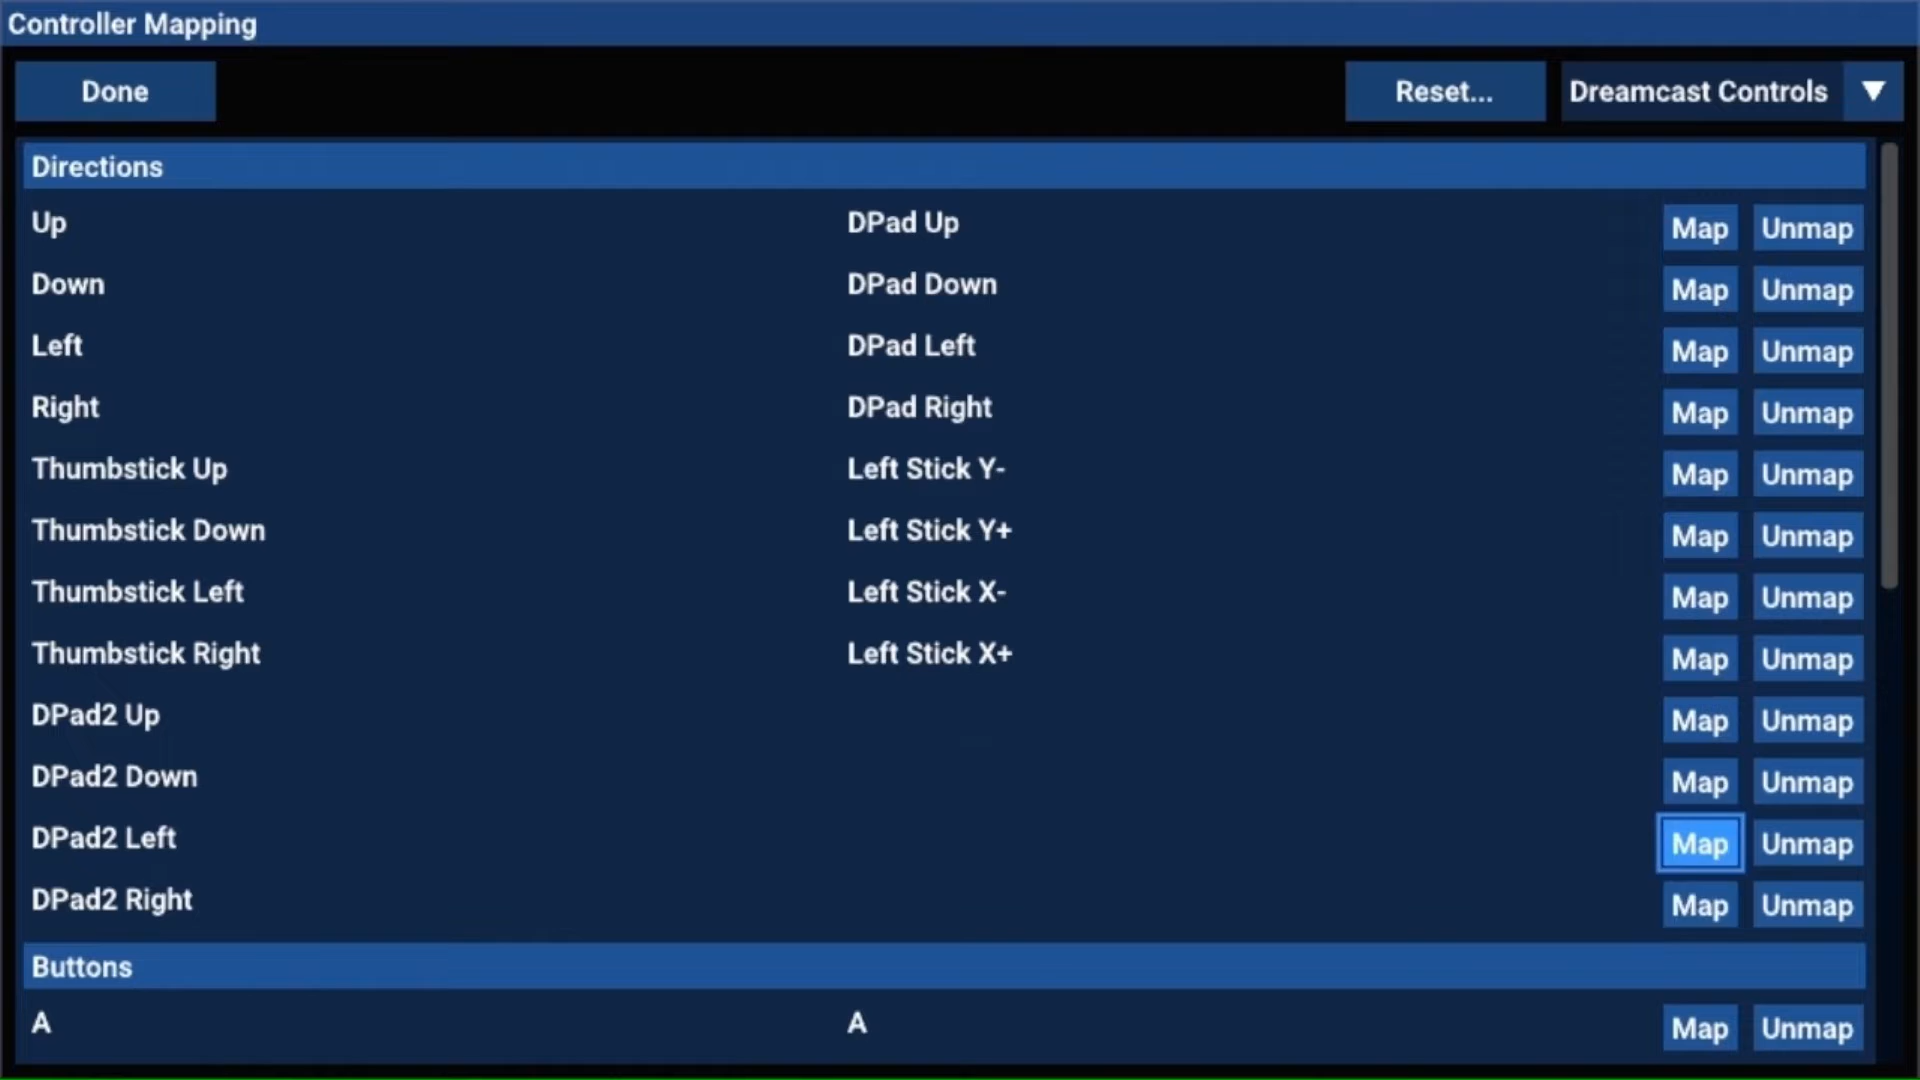 Controller Mapping
Done Reset... Dreamcast Controls
Directions
Up DPad Up Map Unmap
Down DPad Down Map Unmap
Left DPad Left Map Unmap
Right DPad Right Map Unmap
Thumbstick Up Left Stick Y- Map Unmap
Thumbstick Down Left Stick Y+ Map Unmap
Thumbstick Left Left Stick X- Map Unmap
Thumbstick Right Left Stick X+ Map Unmap
DPad2 Up Map Unmap
DPad2 Down Map Unmap
DPad2 Left Map Unmap
DPad2 Right Map Unmap
Buttons
A A Map Unmap